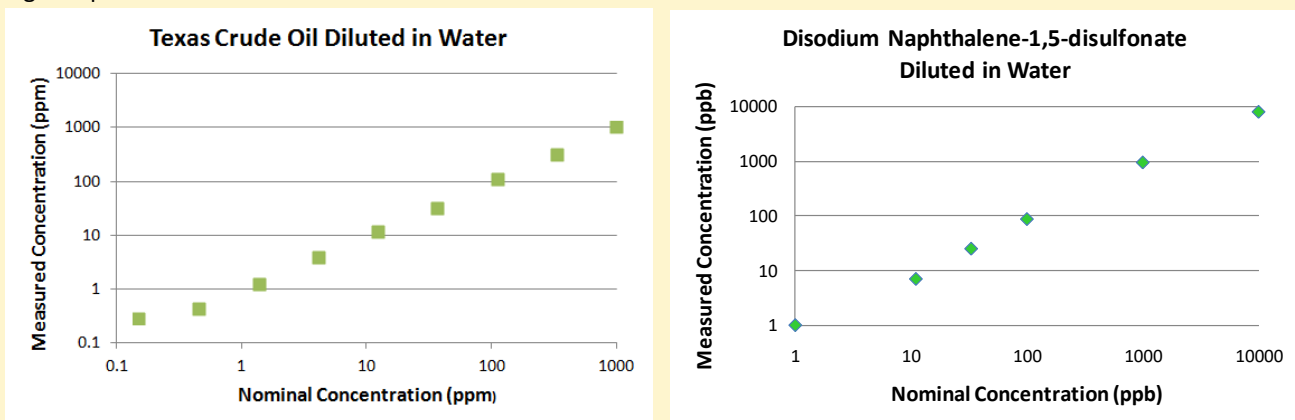 Texas Crude Oil Diluted in Water
Measured Concentration (ppm)
10000
1000
100
10
1
0.1
0.1 1 10 100 1000
Nominal Concentration (ppm)
Disodium Naphthalene-1,5-disulfonate
Diluted in Water
Measured Concentration (ppb)
10000
1000
100
10
1
1 10 100 1000 10000
Nominal Concentration (ppb)